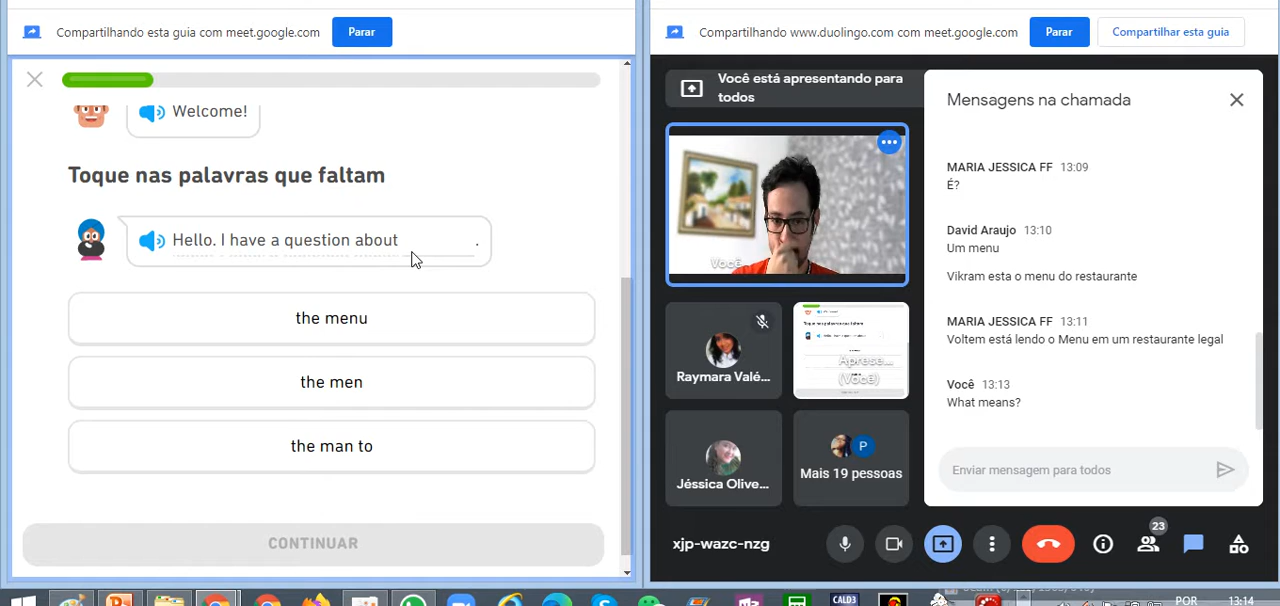 Compartilhando esta guia com meet.google.com
Parar
Welcome!
Toque nas palavras que faltam
Hello. I have a question about .
the menu
the men
the man to
CONTINUAR
Compartilhando www.duolingo.com com meet.google.com
Parar
Compartilhar esta guia
Você está apresentando para
todos
Você
Raymara Valé...
Aprese...
(Você)
Jéssica Olive...
P
Mais 19 pessoas
xjp-wazc-nzg
Mensagens na chamada
MARIA JESSICA FF 13:09
É?
David Araujo 13:10
Um menu
Vikram esta o menu do restaurante
MARIA JESSICA FF 13:11
Voltem está lendo o Menu em um restaurante legal
Você 13:13
What means?
Enviar mensagem para todos
23
CALD3
POR
13:14